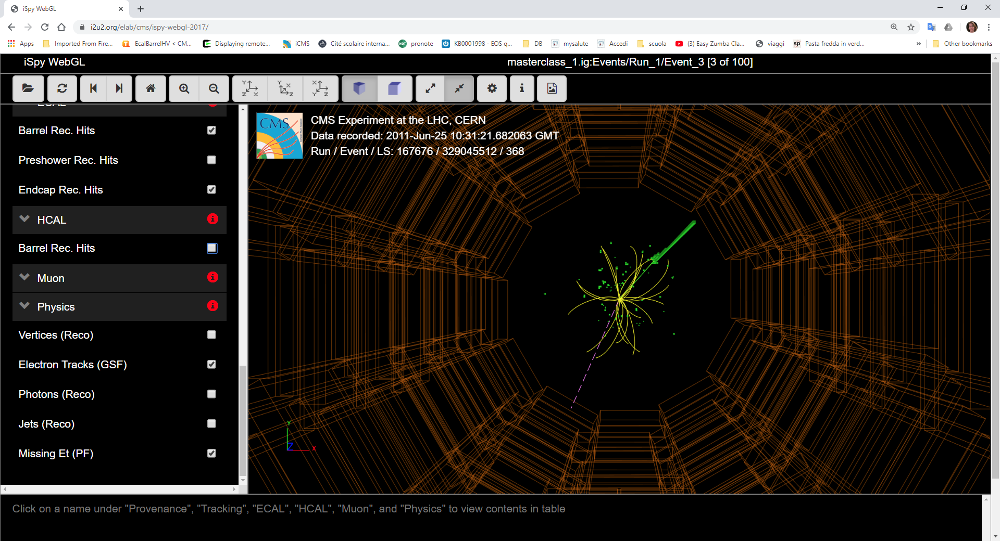 iSpy WebGL
i2u2.org/elab/cms/ispy-webgl-2017/
Apps
Imported From Fire...
EcalBarrelHV < CM...
Displaying remote...
iCMS
Cité scolaire interna...
pronote
KB0001998 - EOS q...
DB
mysalute
Accedi
scuola
(3) Easy Zumba Cla...
viaggi
sp
Pasta fredda in verd...
»
Other bookmarks
iSpy WebGL
masterclass_1.ig:Events/Run_1/Event_3 [3 of 100]
Y
Z X
Y
X Z
X
Y Z
ECAL
Barrel Rec. Hits
Preshower Rec. Hits
Endcap Rec. Hits
HCAL
Barrel Rec. Hits
Muon
Physics
Vertices (Reco)
Electron Tracks (GSF)
Photons (Reco)
Jets (Reco)
Missing Et (PF)
CMS
CMS Experiment at the LHC, CERN
Data recorded: 2011-Jun-25 10:31:21.682063 GMT
Run / Event / LS: 167676 / 329045512 / 368
Y
Z
X
Click on a name under "Provenance", "Tracking", "ECAL", "HCAL", "Muon", and "Physics" to view contents in table